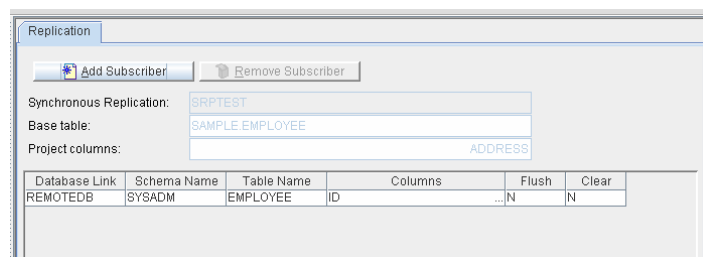 Replication
Add Subscriber Remove Subscriber
Synchronous Replication: SRPTEST
Base table: SAMPLE.EMPLOYEE
Project columns: ADDRESS
Database Link Schema Name Table Name Columns Flush Clear
REMOTEDB SYSADM EMPLOYEE ID ... N N